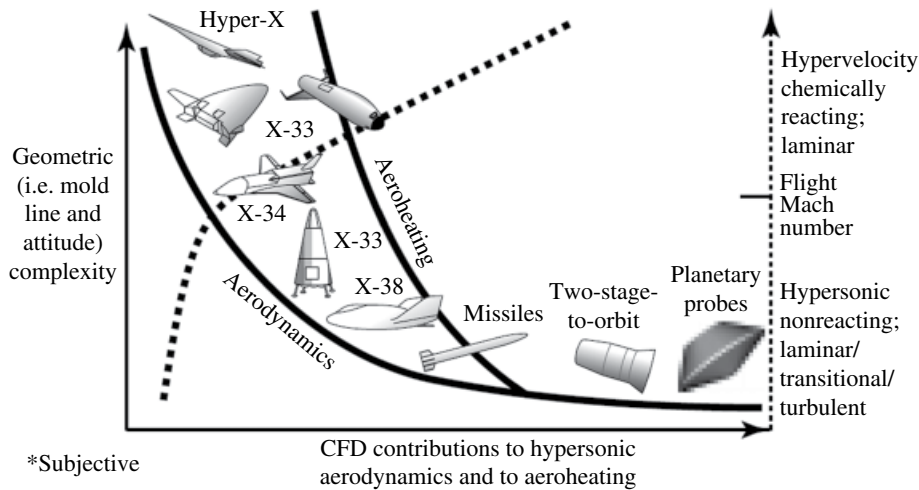 Hyper-X
X-33
X-34
X-33
X-38
Missiles
Two-stage-
to-orbit
Planetary
probes
Aeroheating
Aerodynamics
Geometric
(i.e. mold
line and
attitude)
complexity
Hypervelocity
chemically
reacting;
laminar
Flight
Mach
number
Hypersonic
nonreacting;
laminar/
transitional/
turbulent
CFD contributions to hypersonic
aerodynamics and to aeroheating
*Subjective